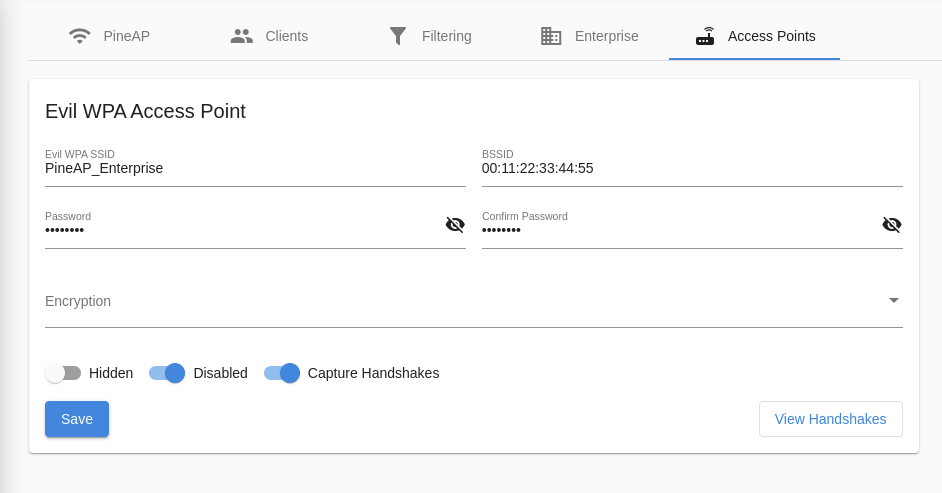 PineAP Clients Filtering Enterprise Access Points
Evil WPA Access Point
Evil WPA SSID
PineAP_Enterprise
BSSID
00:11:22:33:44:55
Password
••••••••
Confirm Password
••••••••
Encryption
Hidden Disabled Capture Handshakes
Save View Handshakes